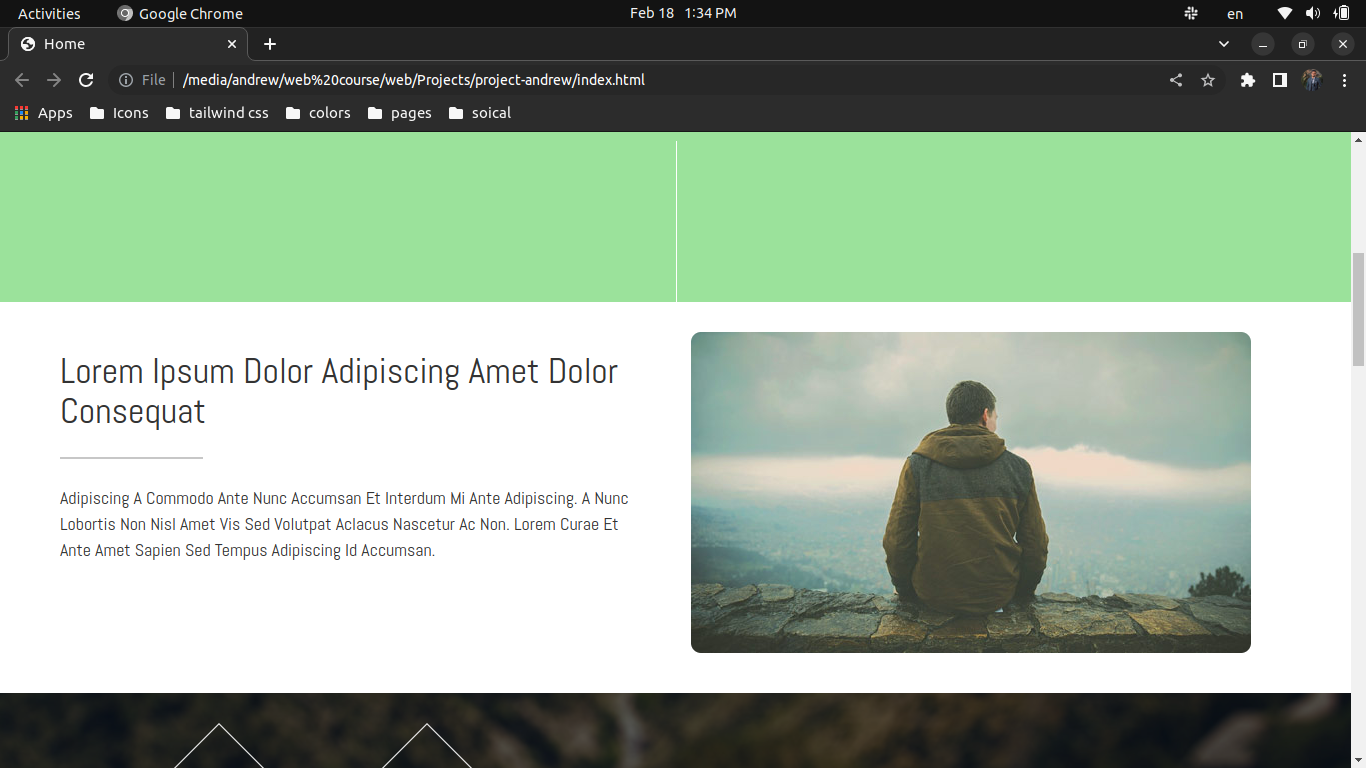 Activities
Google Chrome
Feb 18 1:34 PM
en
Home
File
/media/andrew/web%20course/web/Projects/project-andrew/index.html
Apps
Icons
tailwind css
colors
pages
soical
Lorem Ipsum Dolor Adipiscing Amet Dolor
Consequat
Adipiscing A Commodo Ante Nunc Accumsan Et Interdum Mi Ante Adipiscing. A Nunc
Lobortis Non Nisl Amet Vis Sed Volutpat Aclacus Nascetur Ac Non. Lorem Curae Et
Ante Amet Sapien Sed Tempus Adipiscing Id Accumsan.